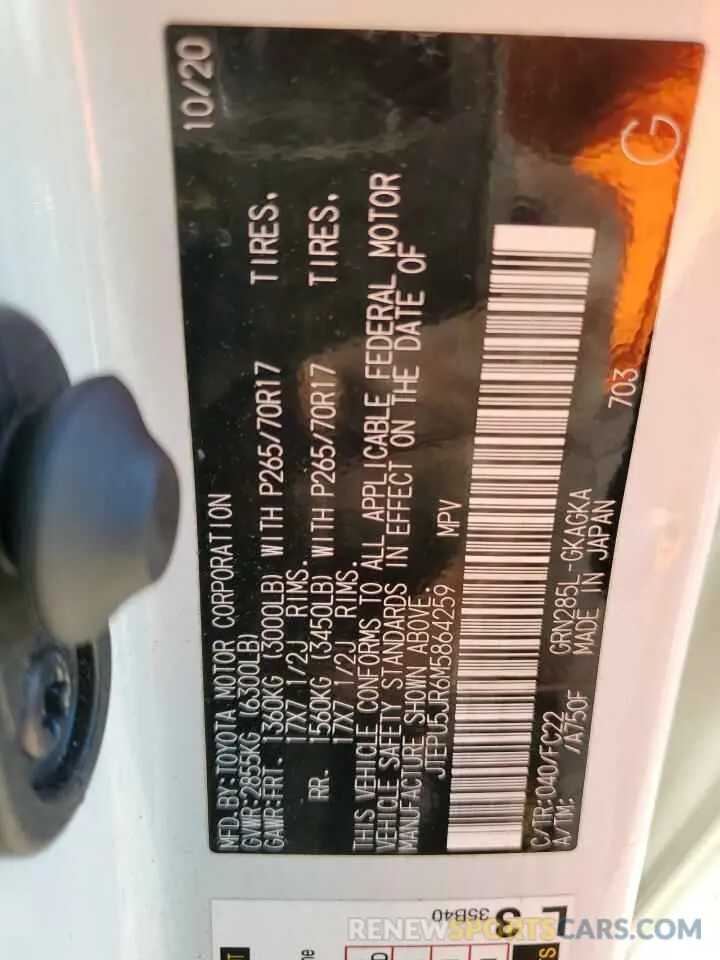 10/20
MFD. BY: TOYOTA MOTOR CORPORATION
GVWR: 2855KG (6300LB)
GAWR: FRT. 1360KG (3000LB) WITH P265/70R17 TIRES,
17X7 1/2J RIMS.
RR. 1560KG (3450LB) WITH P265/70R17 TIRES,
17X7 1/2J RIMS.
THIS VEHICLE CONFORMS TO ALL APPLICABLE FEDERAL MOTOR
VEHICLE SAFETY STANDARDS IN EFFECT ON THE DATE OF
MANUFACTURE SHOWN ABOVE.
JTEPU5JR6M5864259 MPV
703
G
C/TR: 040/FC22 GRN285L-GKAGKA
A/TM: /A750F MADE IN JAPAN
35B40
RENEWSPORTSCARS.COM